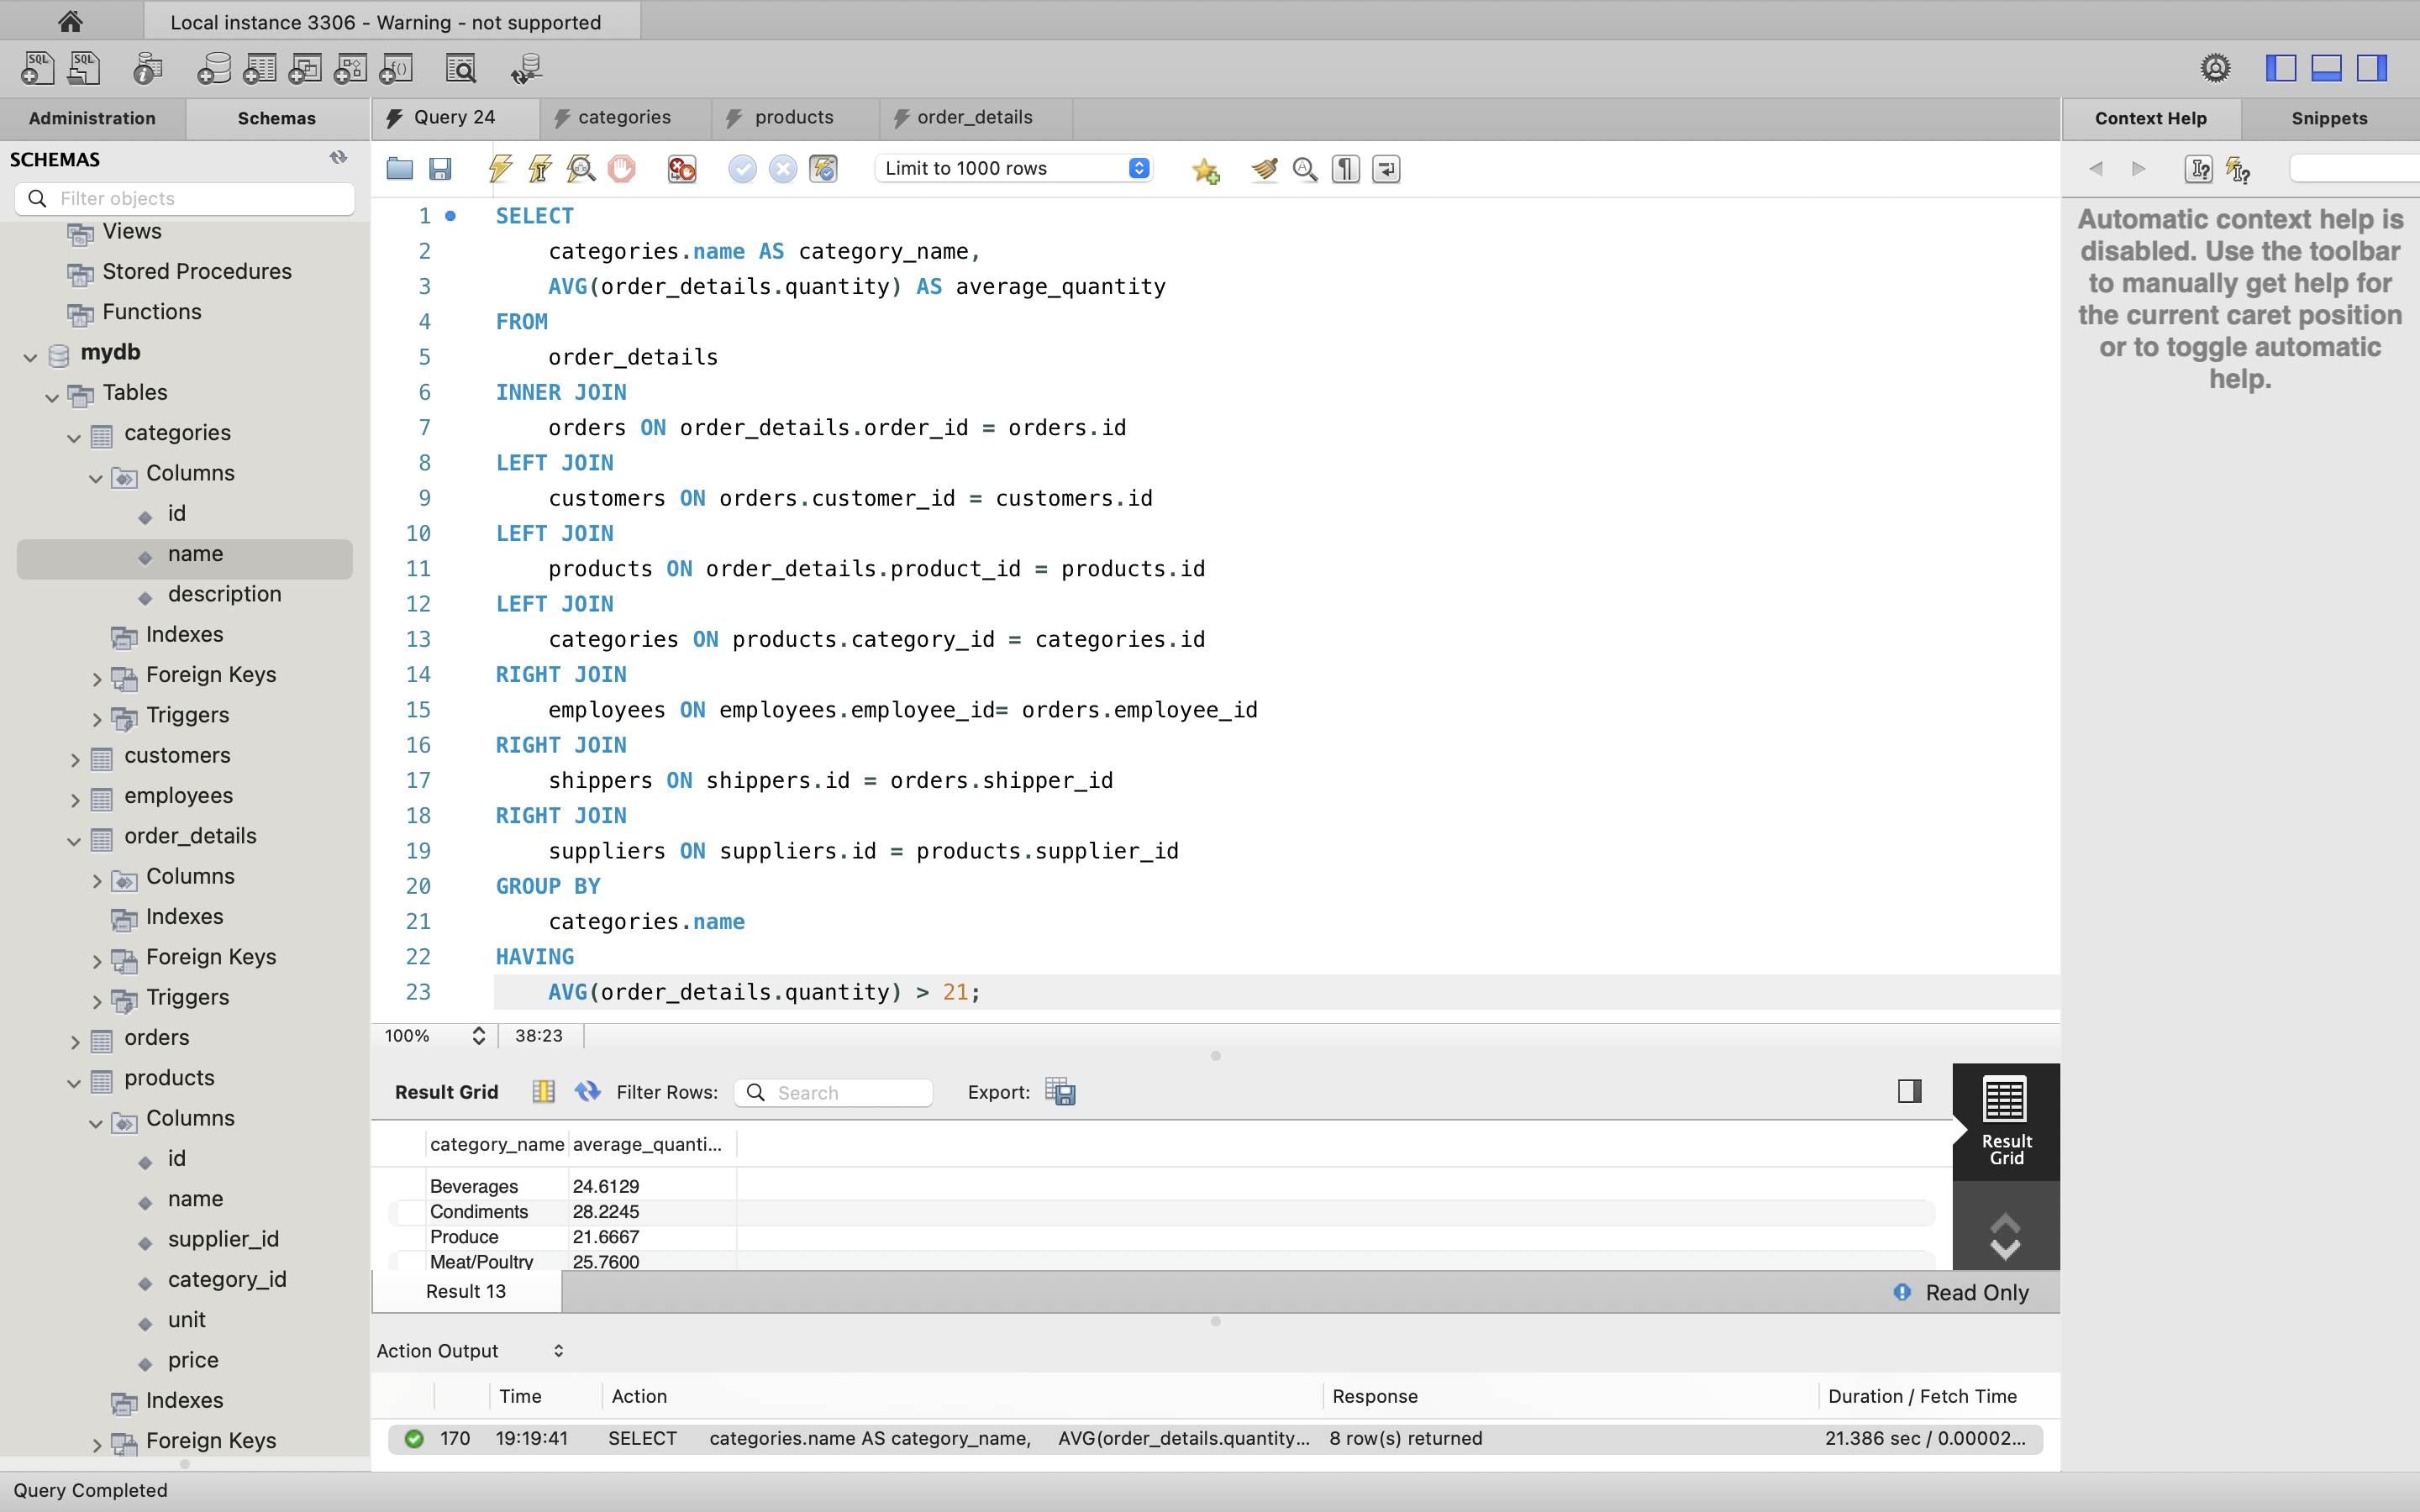 Local instance 3306 - Warning - not supported
Administration
Schemas
SCHEMAS
Filter objects
Views
Stored Procedures
Functions
mydb
Tables
categories
Columns
id
name
description
Indexes
Foreign Keys
Triggers
customers
employees
order_details
Columns
Indexes
Foreign Keys
Triggers
orders
products
Columns
id
name
supplier_id
category_id
unit
price
Indexes
Foreign Keys
Query 24
categories
products
order_details
Limit to 1000 rows
1 SELECT
2 categories.name AS category_name,
3 AVG(order_details.quantity) AS average_quantity
4 FROM
5 order_details
6 INNER JOIN
7 orders ON order_details.order_id = orders.id
8 LEFT JOIN
9 customers ON orders.customer_id = customers.id
10 LEFT JOIN
11 products ON order_details.product_id = products.id
12 LEFT JOIN
13 categories ON products.category_id = categories.id
14 RIGHT JOIN
15 employees ON employees.employee_id= orders.employee_id
16 RIGHT JOIN
17 shippers ON shippers.id = orders.shipper_id
18 RIGHT JOIN
19 suppliers ON suppliers.id = products.supplier_id
20 GROUP BY
21 categories.name
22 HAVING
23 AVG(order_details.quantity) > 21;
100%
38:23
Result Grid
Filter Rows:
Search
Export:
category_name average_quanti...
Beverages 24.6129
Condiments 28.2245
Produce 21.6667
Meat/Poultry 25.7600
Result
Grid
Result 13
Read Only
Action Output
Time Action Response Duration / Fetch Time
170 19:19:41 SELECT categories.name AS category_name, AVG(order_details.quantity... 8 row(s) returned 21.386 sec / 0.00002...
Query Completed
Context Help
Snippets
Automatic context help is
disabled. Use the toolbar
to manually get help for
the current caret position
or to toggle automatic
help.